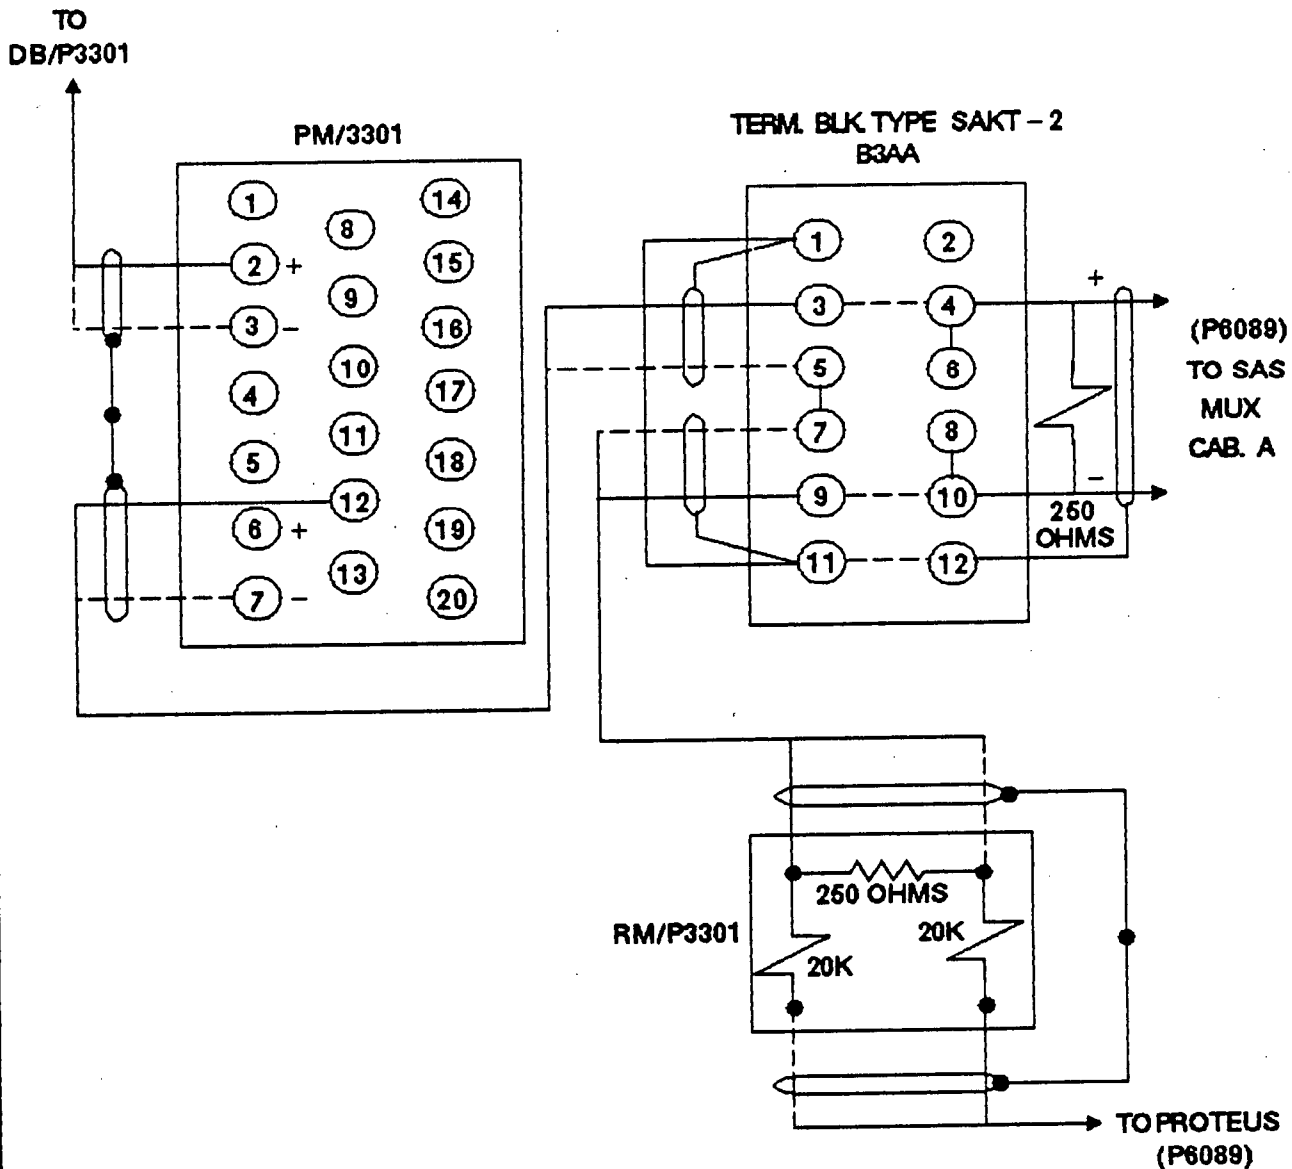 TO
DB/P3301
PM/3301
1
2 +
3 -
4
5
6 +
7 -
8
9
10
11
12
13
14
15
16
17
18
19
20
TERM. BLK. TYPE SAKT - 2
B3AA
1 2
3 4
5 6
7 8
9 10
11 12
+
-
250
OHMS
(P6089)
TO SAS
MUX
CAB. A
RM/P3301
250 OHMS
20K
20K
TO PROTEUS
(P6089)